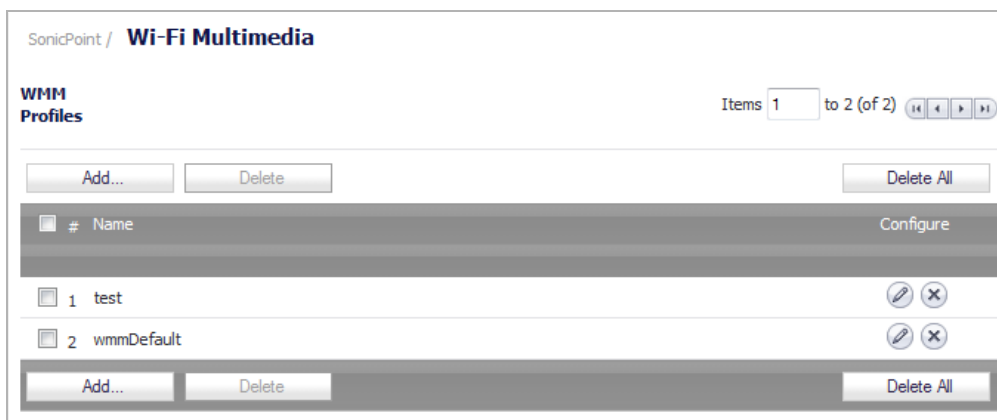 SonicPoint / Wi-Fi Multimedia
WMM
Profiles
Items 1 to 2 (of 2)
Add... Delete Delete All
# Name Configure
1 test
2 wmmDefault
Add... Delete Delete All